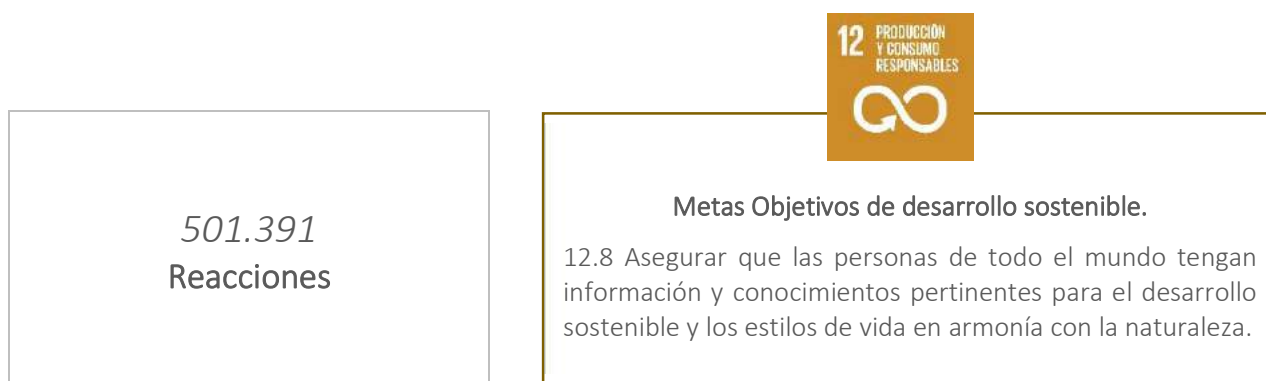 501.391
Reacciones
12 PRODUCCIÓN
Y CONSUMO
RESPONSABLES
Metas Objetivos de desarrollo sostenible.
12.8 Asegurar que las personas de todo el mundo tengan
información y conocimientos pertinentes para el desarrollo
sostenible y los estilos de vida en armonía con la naturaleza.